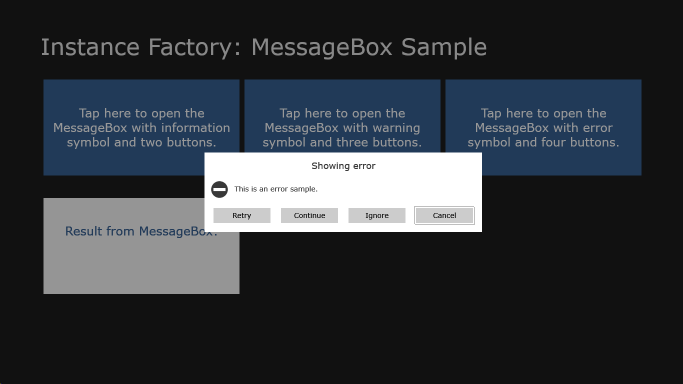 Instance Factory: MessageBox Sample
Tap here to open the
MessageBox with information
symbol and two buttons.
Tap here to open the
MessageBox with warning
symbol and three buttons.
Tap here to open the
MessageBox with error
symbol and four buttons.
Showing error
This is an error sample.
Retry
Continue
Ignore
Cancel
Result from MessageBox: